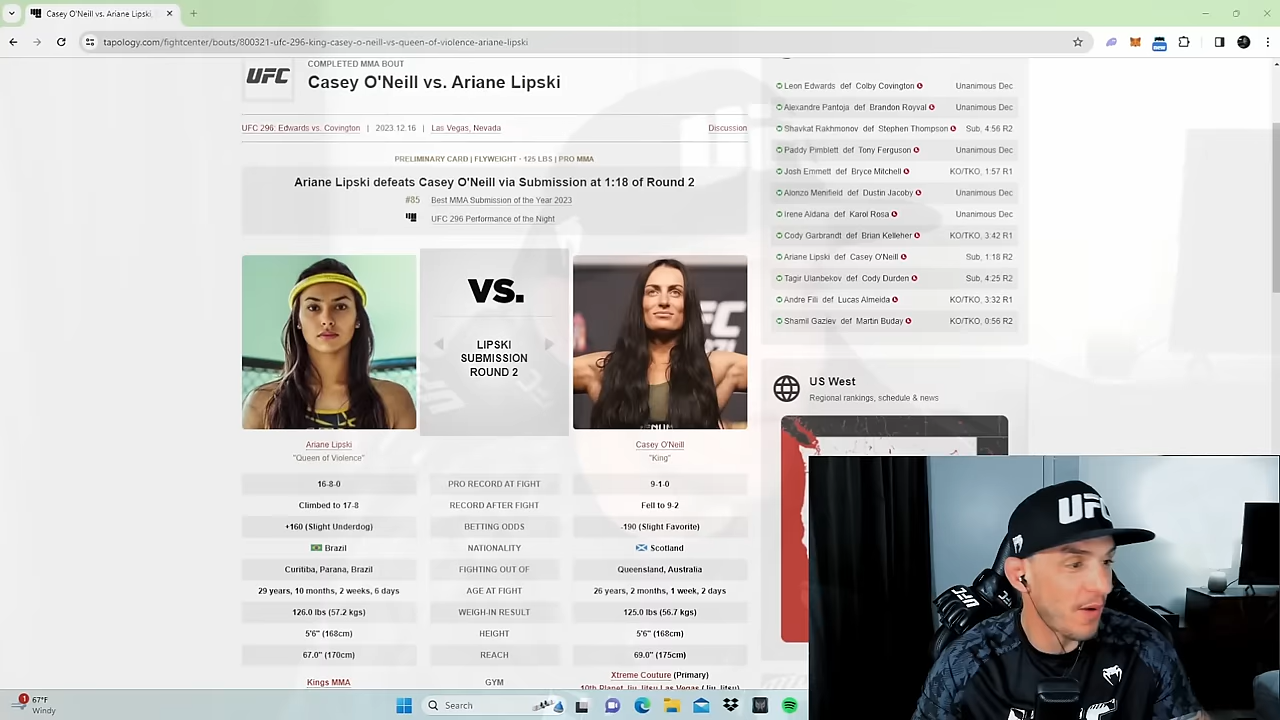 Casey O'Neill vs. Ariane Lipski
tapology.com/fightcenter/bouts/800321-ufc-296-king-casey-o-neill-vs-queen-of-violence-ariane-lipski
new
UFC
COMPLETED MMA BOUT
Casey O'Neill vs. Ariane Lipski
UFC 296: Edwards vs. Covington | 2023.12.16 | Las Vegas, Nevada
Discussion
PRELIMINARY CARD | FLYWEIGHT · 125 LBS | PRO MMA
Ariane Lipski defeats Casey O'Neill via Submission at 1:18 of Round 2
#85 Best MMA Submission of the Year 2023
UFC 296 Performance of the Night
VS.
LIPSKI
SUBMISSION
ROUND 2
Ariane Lipski
"Queen of Violence"
Casey O'Neill
"King"
16-8-0 PRO RECORD AT FIGHT 9-1-0
Climbed to 17-8 RECORD AFTER FIGHT Fell to 9-2
+160 (Slight Underdog) BETTING ODDS -190 (Slight Favorite)
Brazil NATIONALITY Scotland
Curitiba, Parana, Brazil FIGHTING OUT OF Queensland, Australia
29 years, 10 months, 2 weeks, 6 days AGE AT FIGHT 26 years, 2 months, 1 week, 2 days
126.0 lbs (57.2 kgs) WEIGH-IN RESULT 125.0 lbs (56.7 kgs)
5'6" (168cm) HEIGHT 5'6" (168cm)
67.0" (170cm) REACH 69.0" (175cm)
Kings MMA GYM Xtreme Couture (Primary)
10th Planet Jiu Jitsu Las Vegas (Jiu Jitsu)
Leon Edwards def Colby Covington Unanimous Dec
Alexandre Pantoja def Brandon Royval Unanimous Dec
Shavkat Rakhmonov def Stephen Thompson Sub, 4:56 R2
Paddy Pimblett def Tony Ferguson Unanimous Dec
Josh Emmett def Bryce Mitchell KO/TKO, 1:57 R1
Alonzo Menifield def Dustin Jacoby Unanimous Dec
Irene Aldana def Karol Rosa Unanimous Dec
Cody Garbrandt def Brian Kelleher KO/TKO, 3:42 R1
Ariane Lipski def Casey O'Neill Sub, 1:18 R2
Tagir Ulanbekov def Cody Durden Sub, 4:25 R2
Andre Fili def Lucas Almeida KO/TKO, 3:32 R1
Shamil Gaziev def Martin Buday KO/TKO, 0:56 R2
US West
Regional rankings, schedule & news
UFC
UFC
1
67°F
Windy
Search